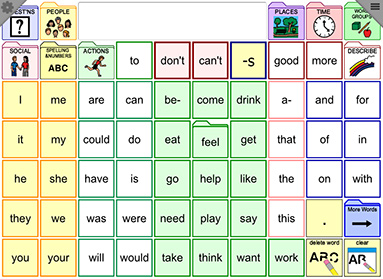 QUEST'NS PEOPLE PLACES TIME WORD GROUPS
?
SOCIAL SPELLING &NUMBERS ABC ACTIONS to don't can't -s good more DESCRIBE
I me are can be- come drink a- and for
it my could do eat feel get that of in
he she have is go help like the on with
they we was were need play say this . More Words
you your will would take think want work delete word ABC clear AB